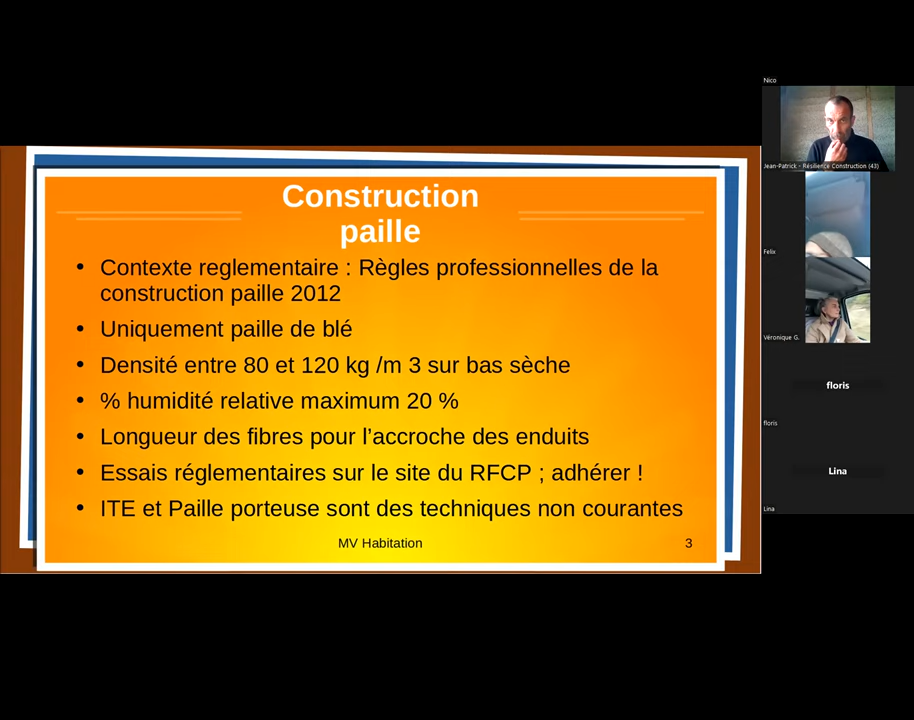 Construction
paille
• Contexte reglementaire : Règles professionnelles de la
construction paille 2012
• Uniquement paille de blé
• Densité entre 80 et 120 kg /m 3 sur bas sèche
• % humidité relative maximum 20 %
• Longueur des fibres pour l’accroche des enduits
• Essais réglementaires sur le site du RFCP ; adhérer !
• ITE et Paille porteuse sont des techniques non courantes
MV Habitation
3
Nico
Jean-Patrick - Résilience Construction (43)
Felix
Véronique G.
floris
floris
Lina
Lina